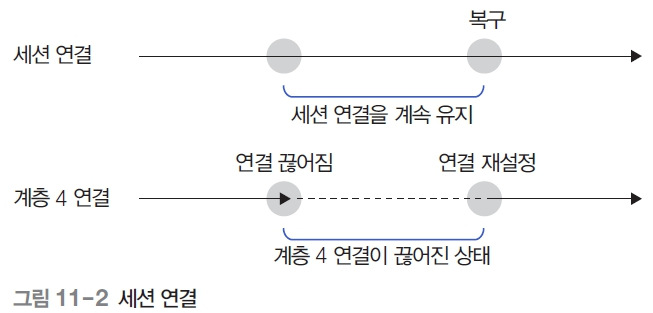 복구
세션 연결
세션 연결을 계속 유지
연결 끊어짐
연결 재설정
계층 4 연결
계층 4 연결이 끊어진 상태
그림 11-2 세션 연결